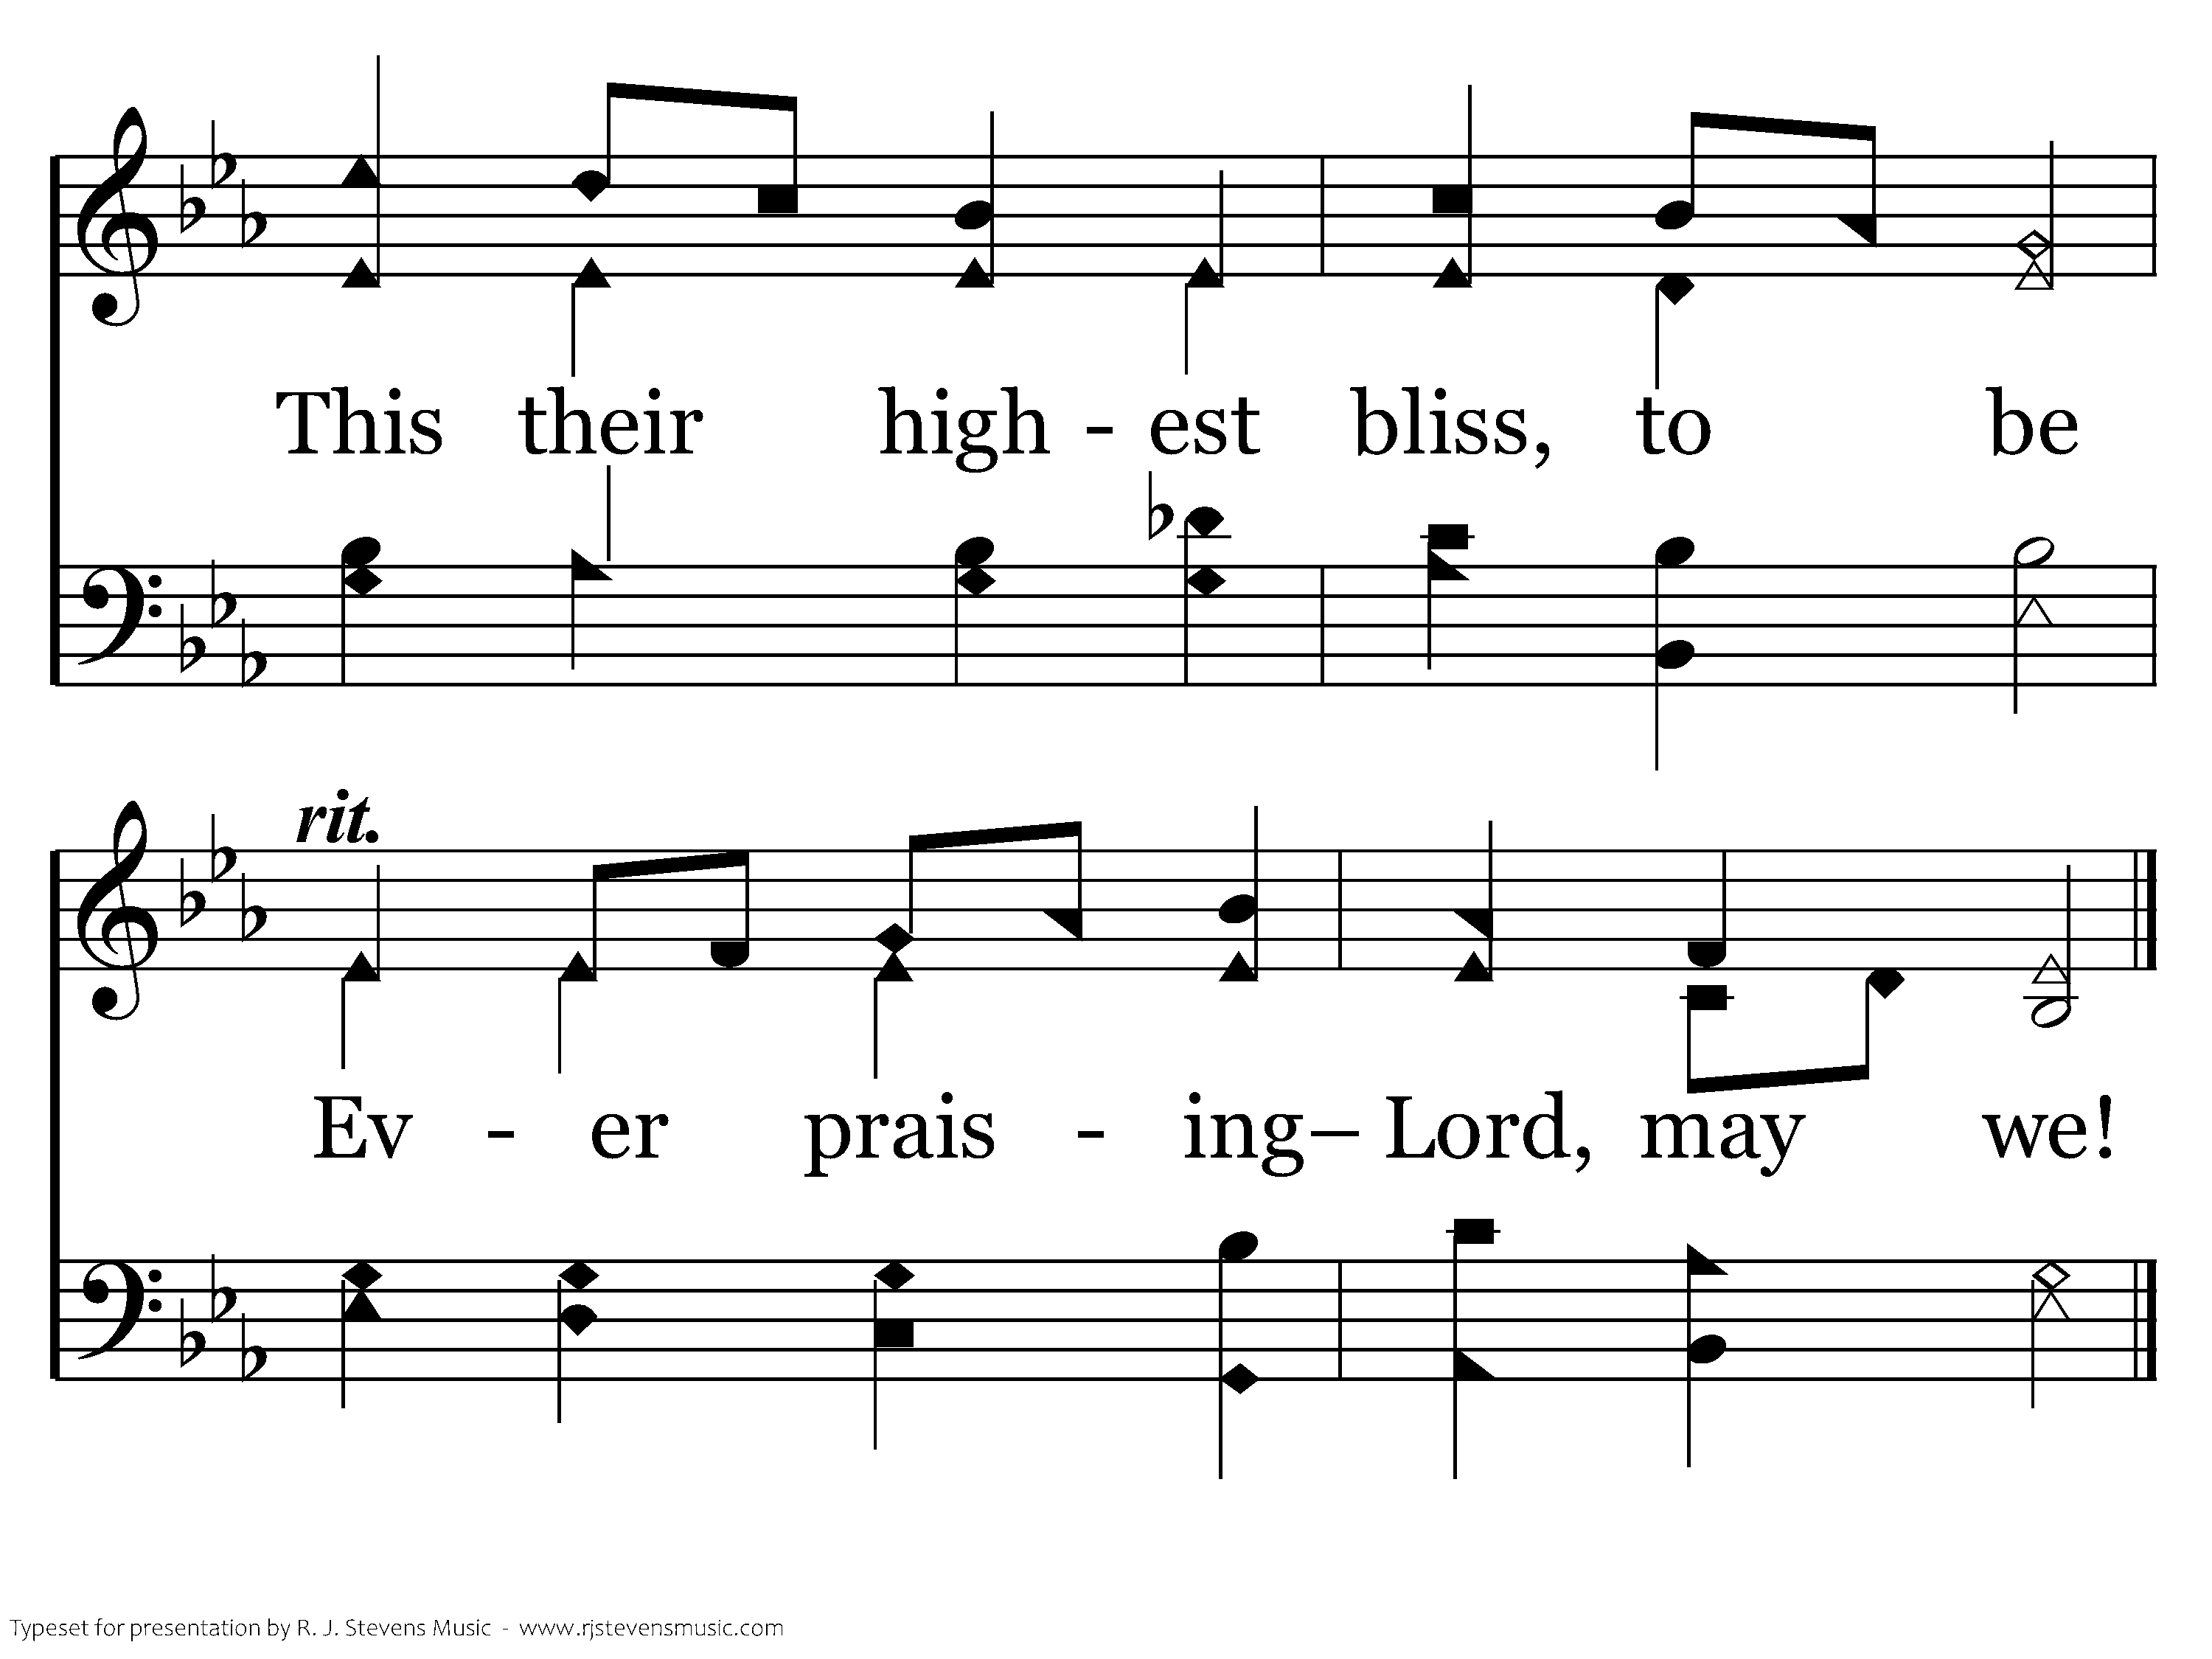 This their high - est bliss, to be
rit.
Ev - er prais - ing– Lord, may we!
Typeset for presentation by R. J. Stevens Music - www.rjstevensmusic.com